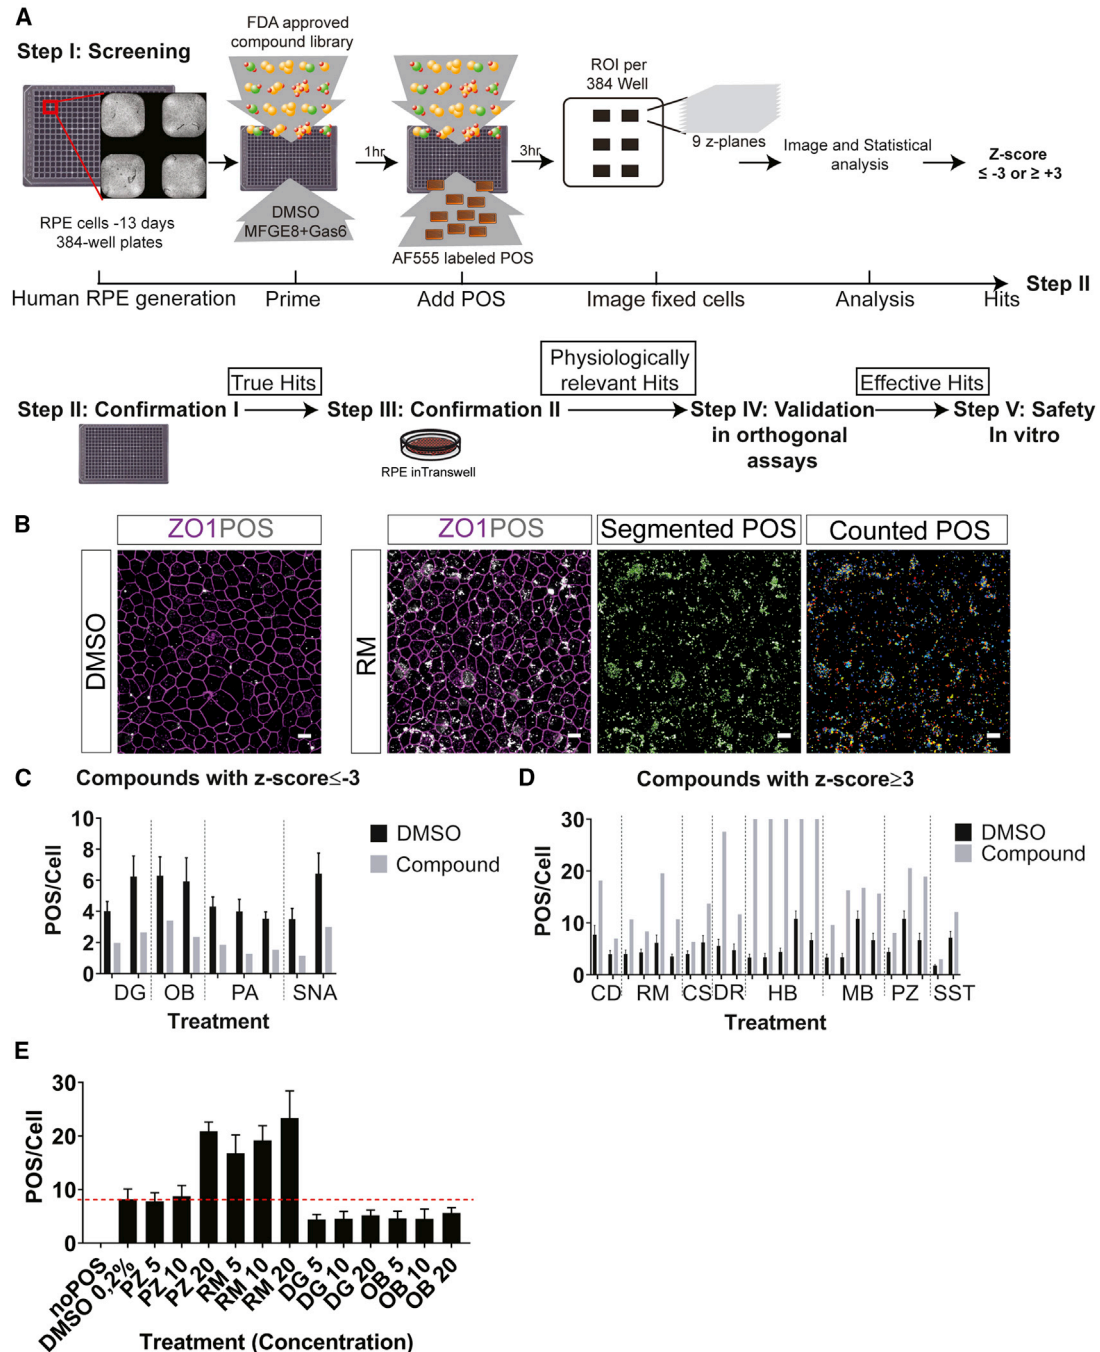 A
Step I: Screening
FDA approved
compound library
ROI per
384 Well
1hr
3hr
9 z-planes
Image and Statistical
analysis
Z-score
≤ -3 or ≥ +3
RPE cells -13 days
384-well plates
DMSO
MFGE8+Gas6
AF555 labeled POS
Human RPE generation
Prime
Add POS
Image fixed cells
Analysis
Hits
Step II
Step II: Confirmation I
True Hits
Step III: Confirmation II
RPE inTranswell
Physiologically
relevant Hits
Step IV: Validation
in orthogonal
assays
Effective Hits
Step V: Safety
In vitro
B
ZO1POS
ZO1POS
Segmented POS
Counted POS
DMSO
RM
C
Compounds with z-score≤-3
POS/Cell
10
8
6
4
2
0
DMSO
Compound
DG
OB
PA
SNA
Treatment
D
Compounds with z-score≥3
POS/Cell
30
20
10
0
DMSO
Compound
CD
RM
CS
DR
HB
MB
PZ
SST
Treatment
E
POS/Cell
30
20
10
0
noPOS
DMSO 0,2%
PZ 5
PZ 10
PZ 20
RM 5
RM 10
RM 20
DG 5
DG 10
DG 20
OB 5
OB 10
OB 20
Treatment (Concentration)